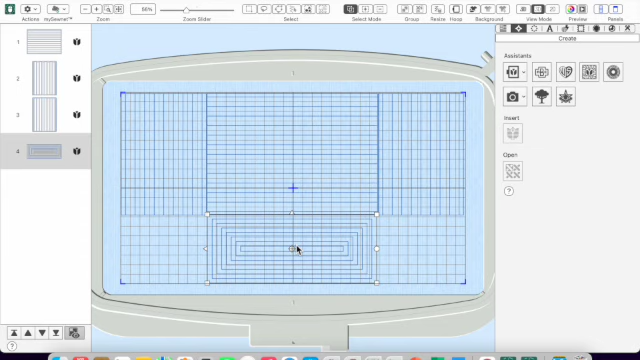 Actions
mySewnet™
Zoom
56%
Zoom Slider
Select
Select Mode
Group
Resize
Hoop
Background
View Mode
Preview
Panels
Create
Assistants
Insert
Open
1
2
3
4